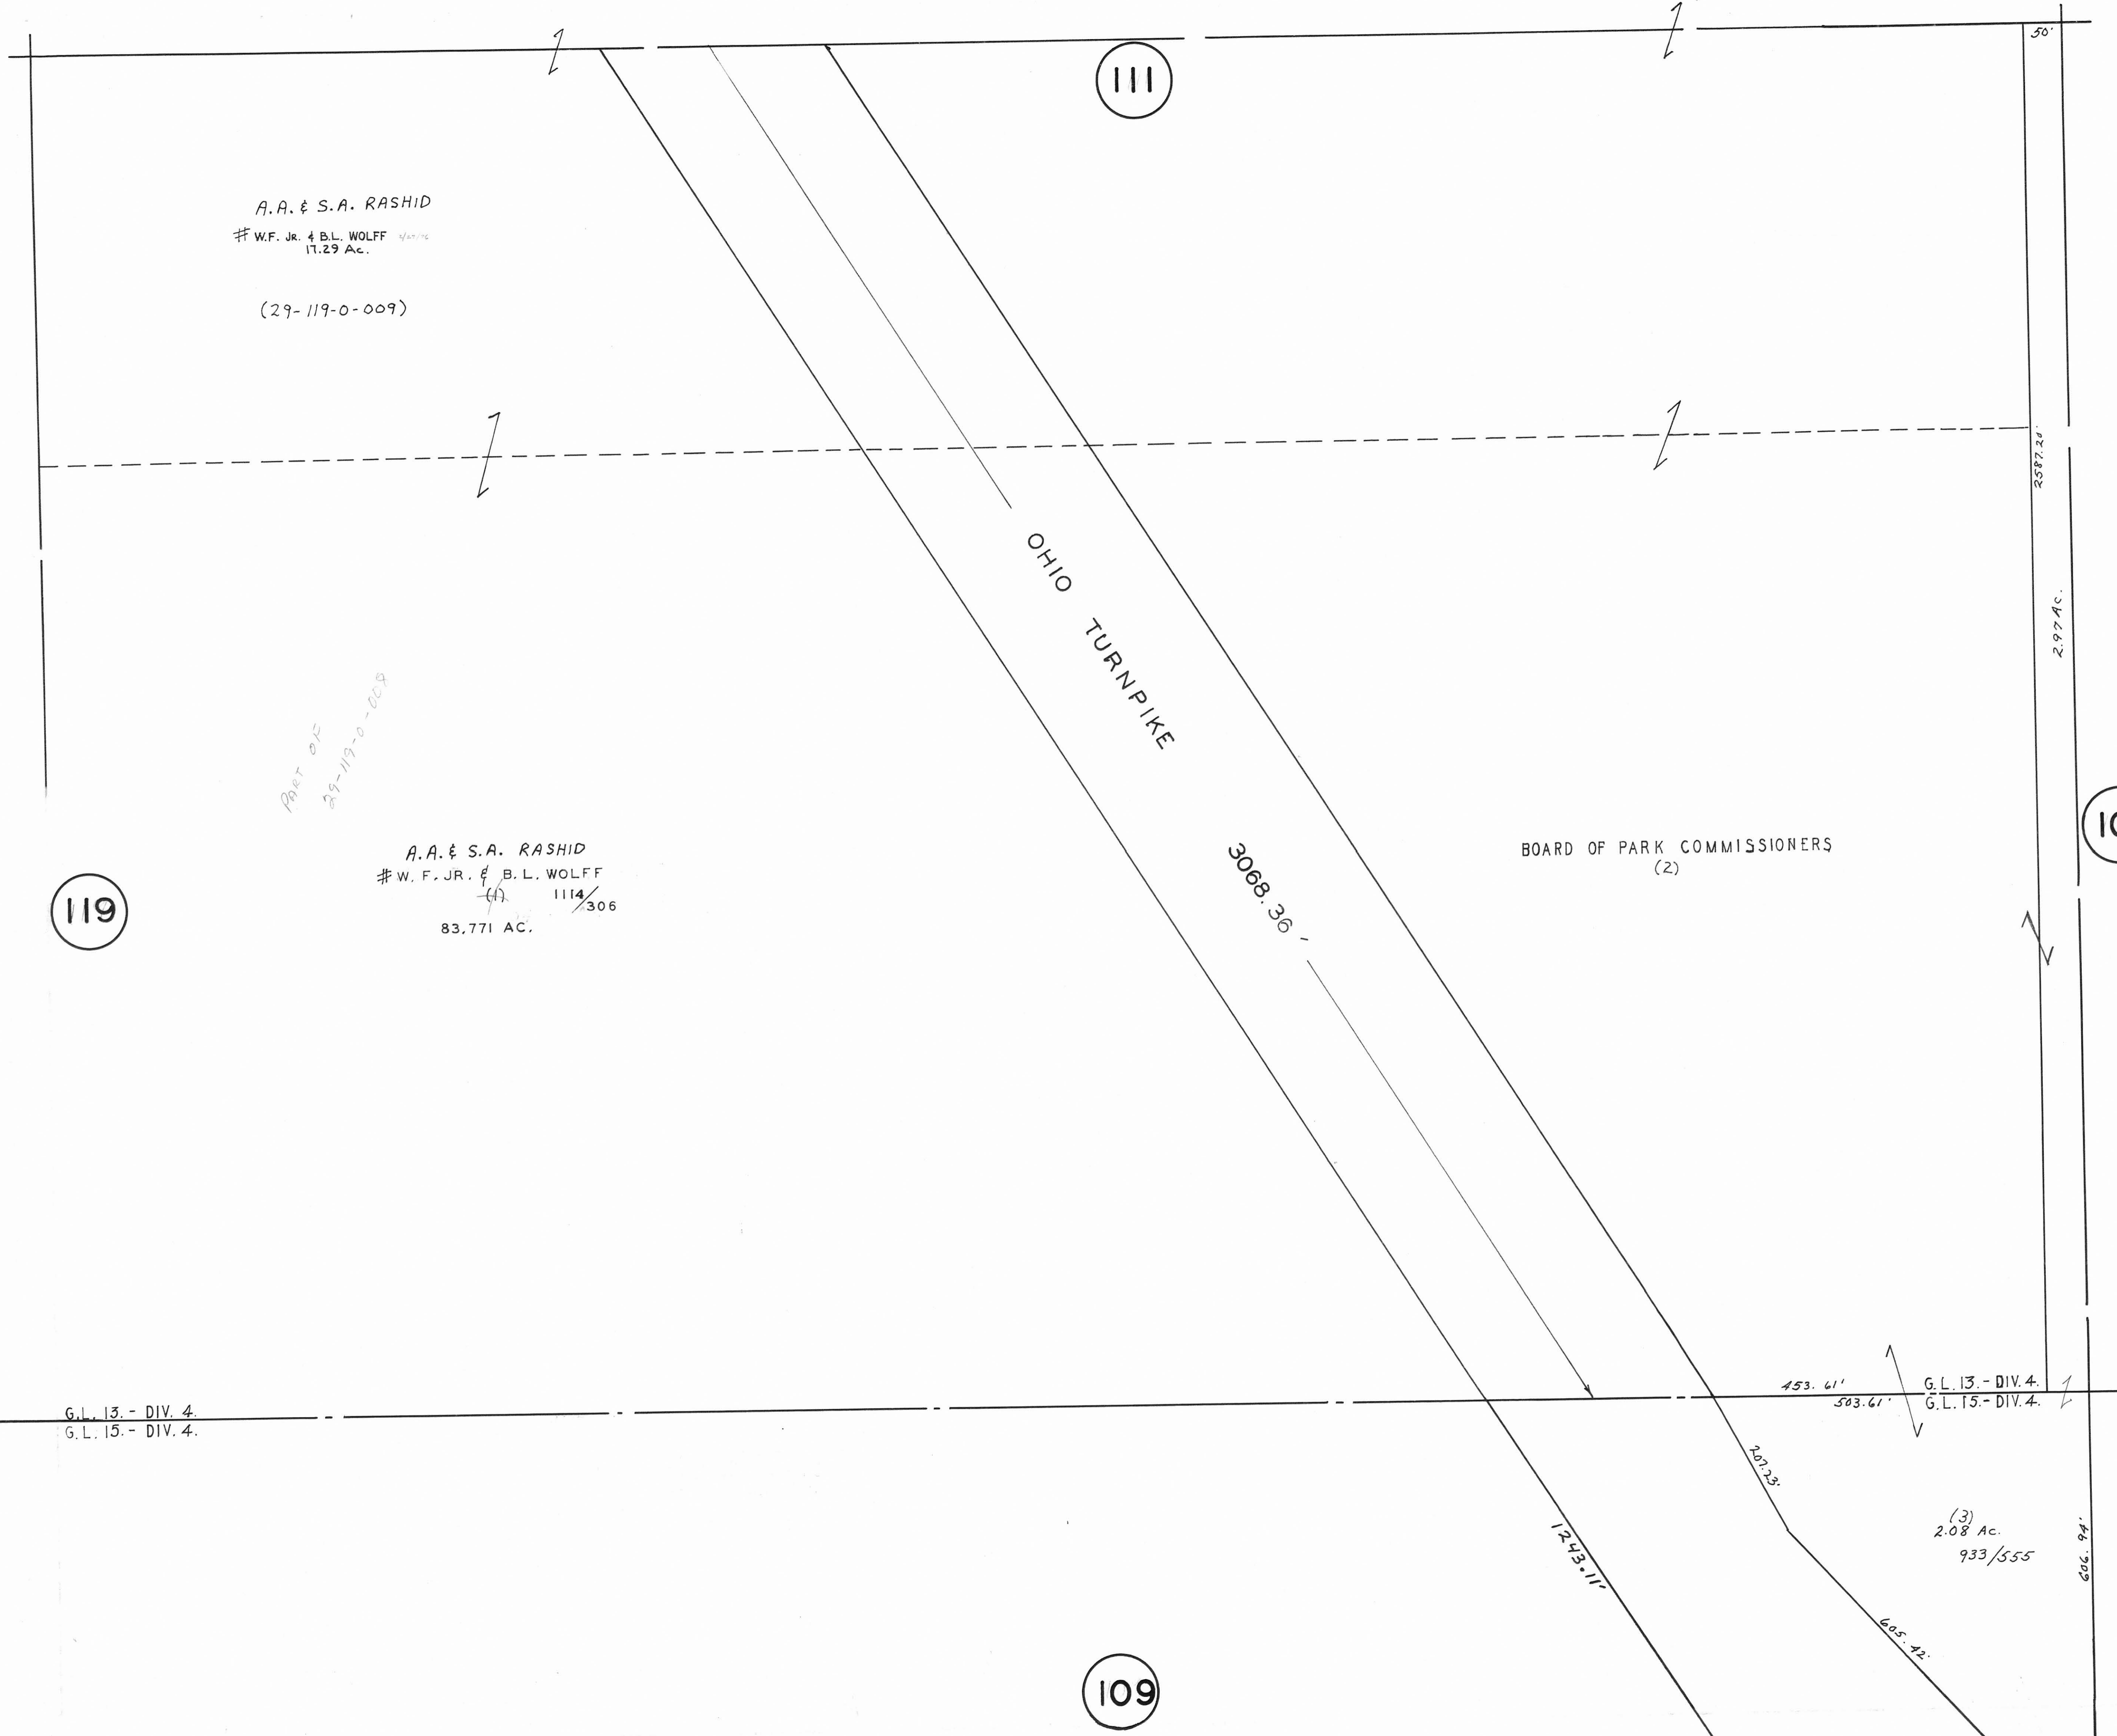 50'
111
A.A. & S.A. RASHID
# W.F. JR. & B.L. WOLFF
17.29 Ac.
(29-119-0-009)
2587.20'
2.97 Ac.
OHIO TURNPIKE
3068.36'
PART OF
29-119-0-009
A.A. & S.A. RASHID
# W. F. JR. & B. L. WOLFF
(1) 1114/306
83.771 AC.
BOARD OF PARK COMMISSIONERS
(2)
119
453.61'
G.L. 13.- DIV. 4.
503.61'
G.L. 15.- DIV. 4.
G.L. 13.- DIV. 4.
G.L. 15.- DIV. 4.
207.23'
1243.11'
(3)
2.08 Ac.
933/555
606.94'
605.42'
109